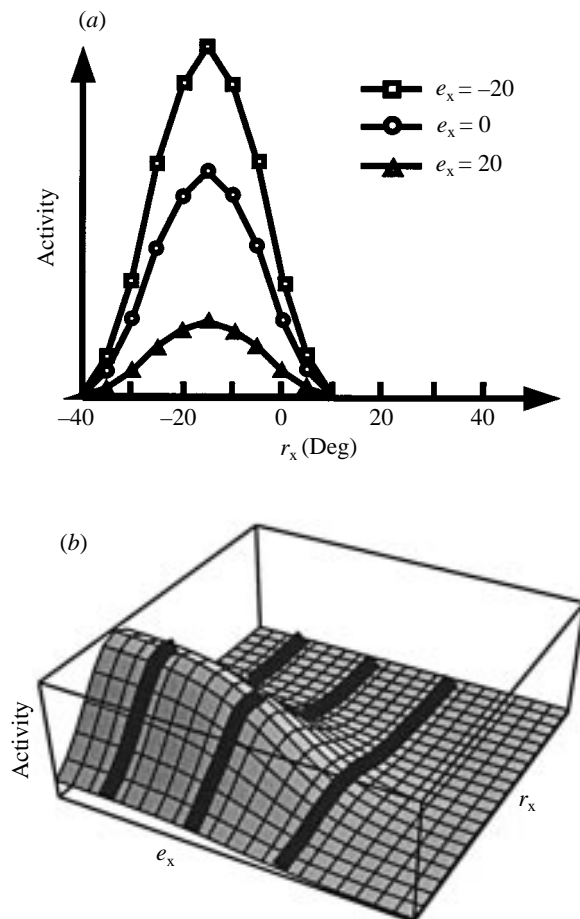 (a)
e_x = –20
e_x = 0
e_x = 20
Activity
–40 –20 0 20 40
r_x (Deg)
(b)
Activity
e_x
r_x